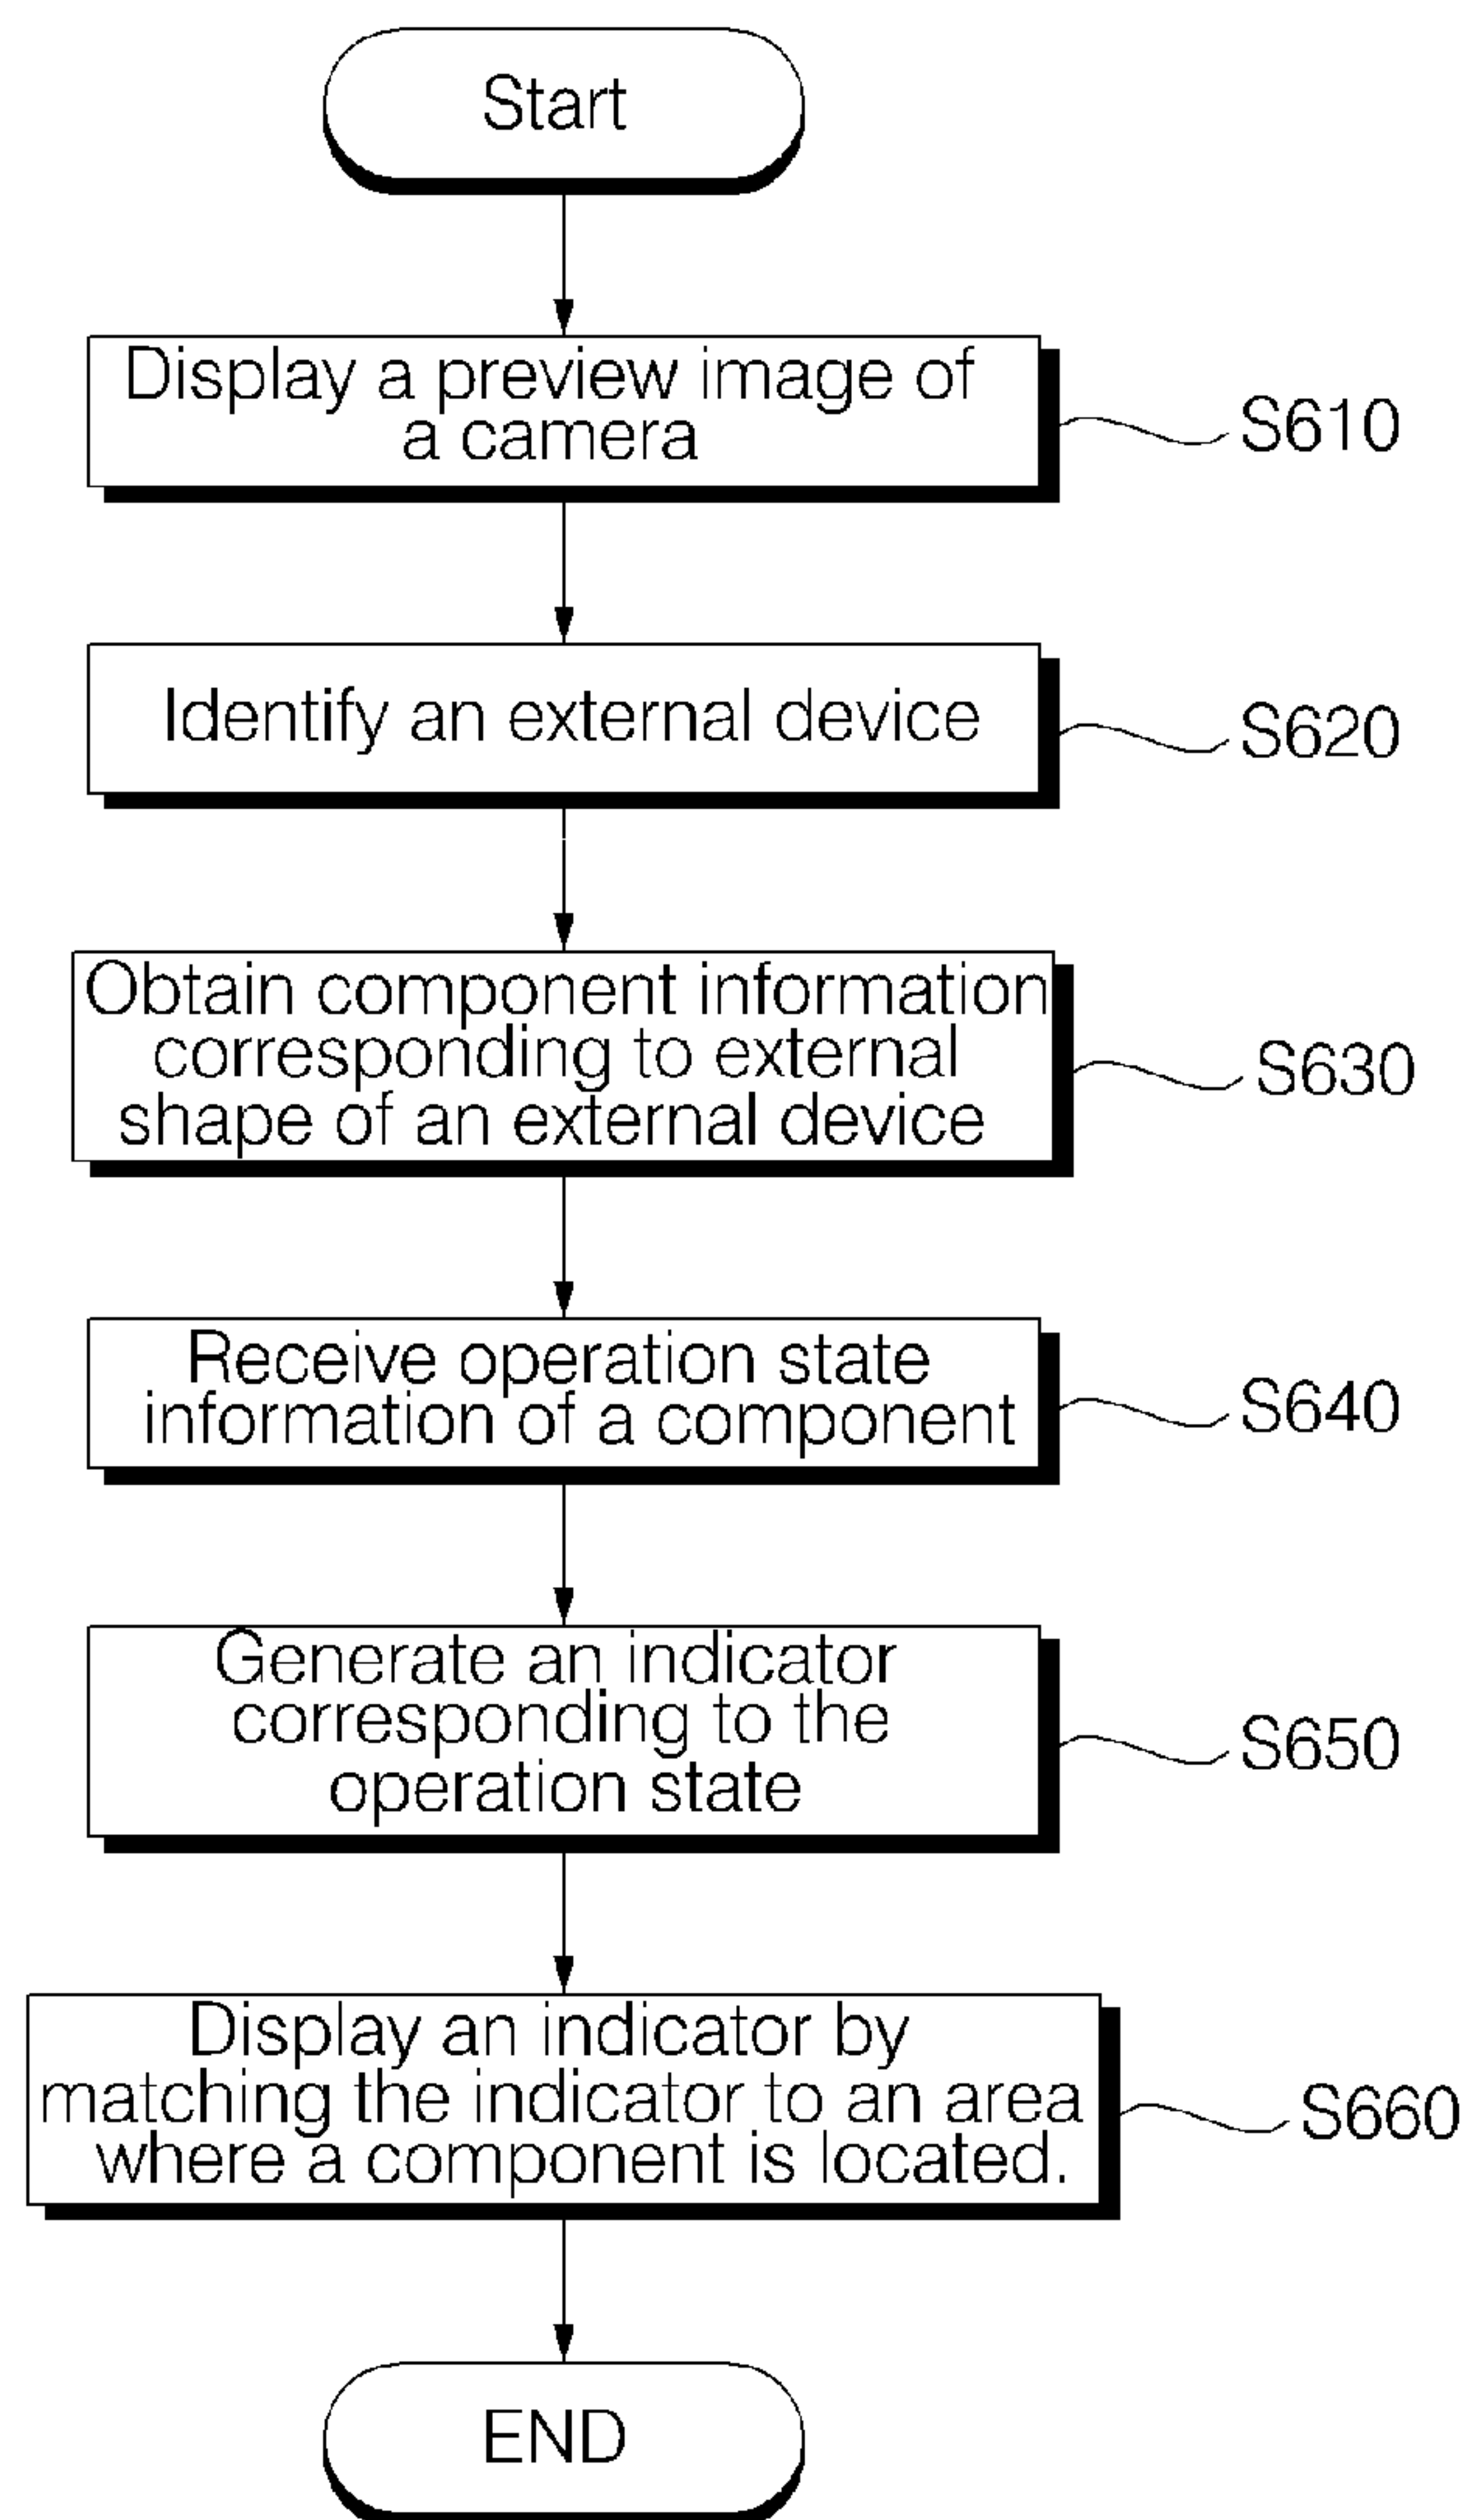 Start
Display a preview image of
a camera
S610
Identify an external device
S620
Obtain component information
corresponding to external
shape of an external device
S630
Receive operation state
information of a component
S640
Generate an indicator
corresponding to the
operation state
S650
Display an indicator by
matching the indicator to an area
where a component is located.
S660
END